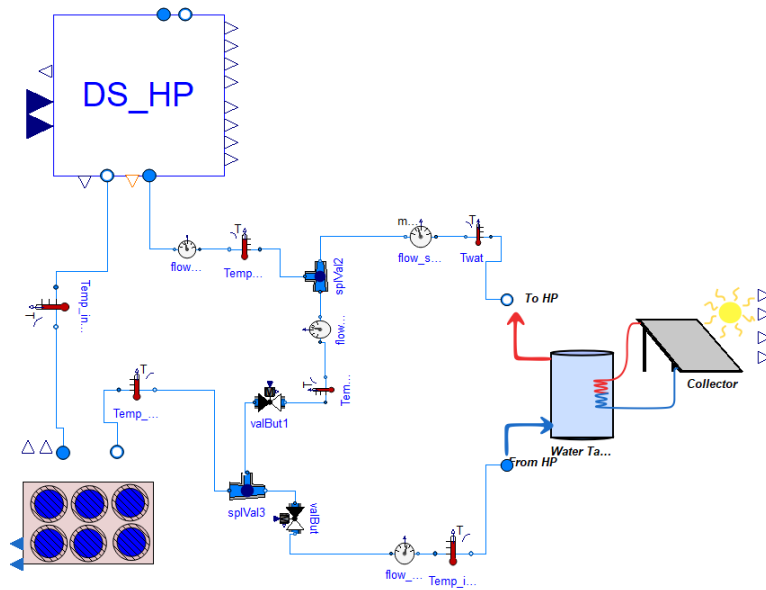 DS_HP
m...
T
T
flow_s...
Twat
flow...
Temp...
splVal2
Temp_in...
T
To HP
flow...
T
Tem...
T
Temp_...
valBut1
Collector
Water Ta...
From HP
splVal3
valBut
T
flow_...
Temp_i...